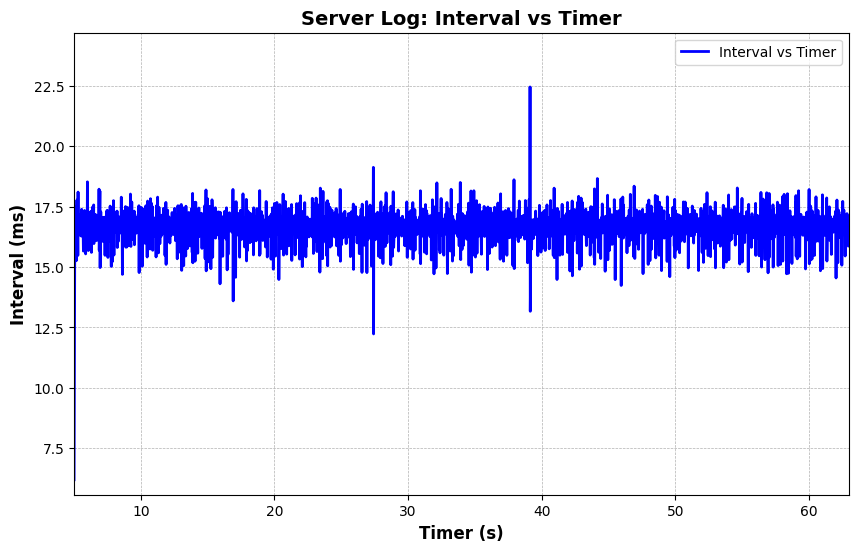 Server Log: Interval vs Timer
Interval vs Timer
22.5
20.0
17.5
15.0
12.5
10.0
7.5
Interval (ms)
10 20 30 40 50 60
Timer (s)